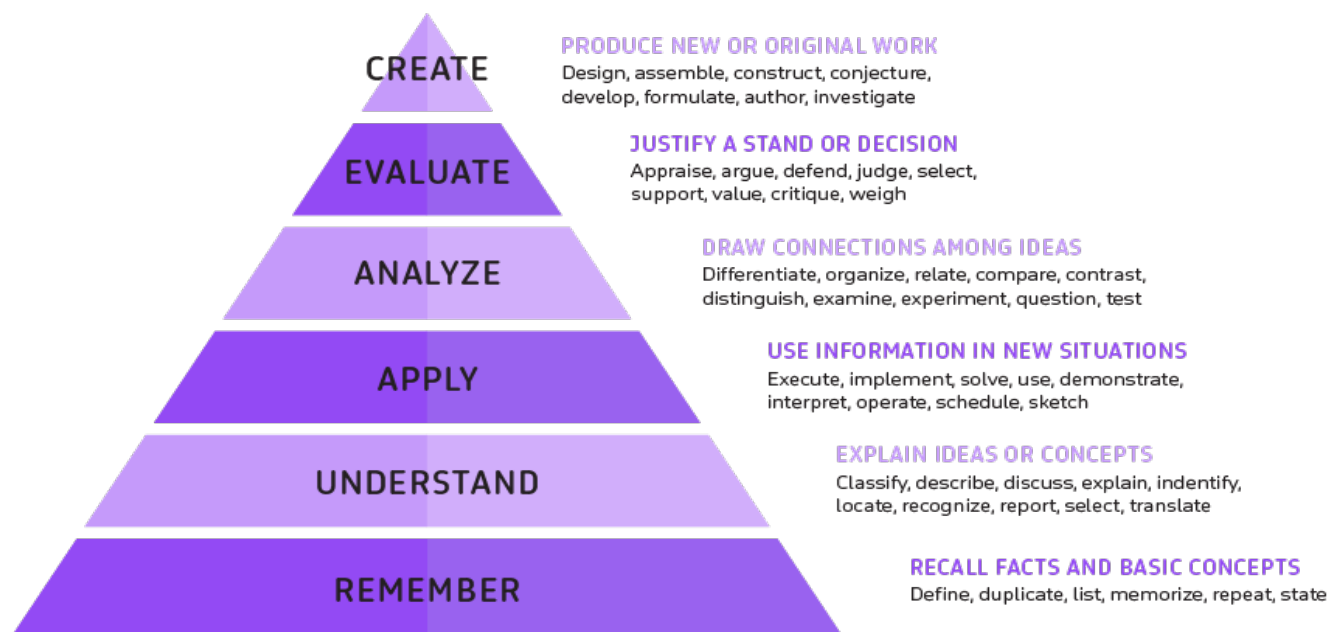 CREATE
PRODUCE NEW OR ORIGINAL WORK
Design, assemble, construct, conjecture,
develop, formulate, author, investigate
EVALUATE
JUSTIFY A STAND OR DECISION
Appraise, argue, defend, judge, select,
support, value, critique, weigh
ANALYZE
DRAW CONNECTIONS AMONG IDEAS
Differentiate, organize, relate, compare, contrast,
distinguish, examine, experiment, question, test
APPLY
USE INFORMATION IN NEW SITUATIONS
Execute, implement, solve, use, demonstrate,
interpret, operate, schedule, sketch
UNDERSTAND
EXPLAIN IDEAS OR CONCEPTS
Classify, describe, discuss, explain, indentify,
locate, recognize, report, select, translate
REMEMBER
RECALL FACTS AND BASIC CONCEPTS
Define, duplicate, list, memorize, repeat, state